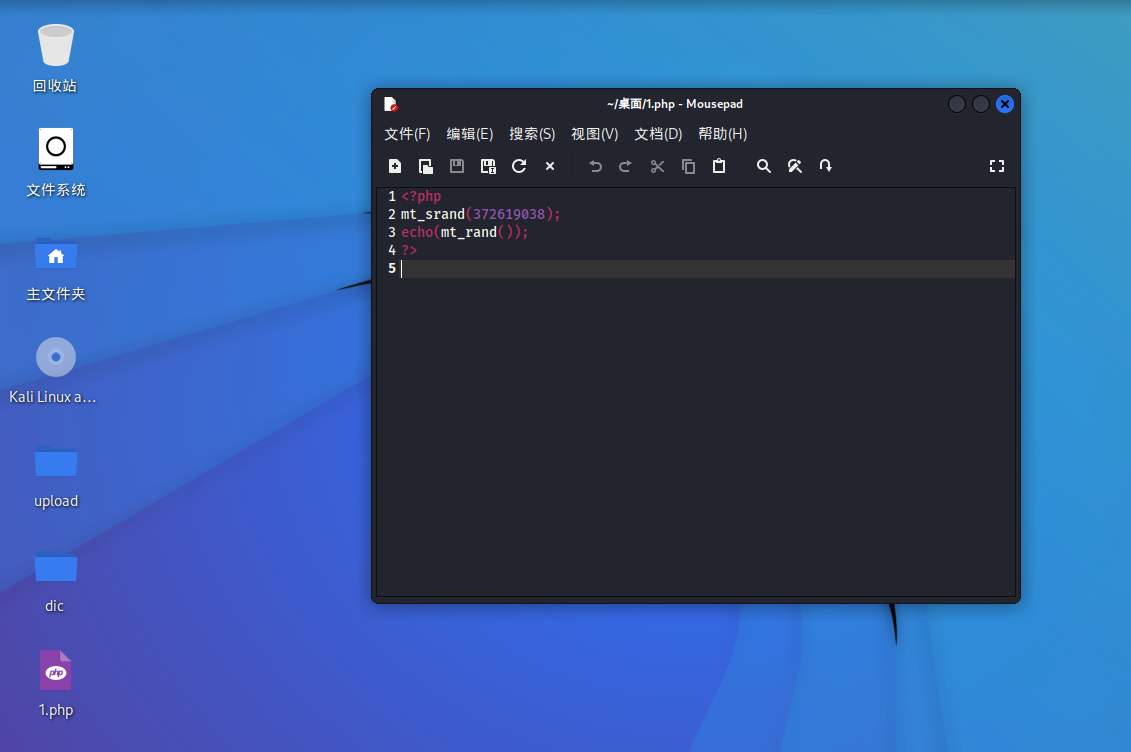 回收站
文件系统
主文件夹
Kali Linux a…
upload
dic
php
1.php
~/桌面/1.php - Mousepad
文件(F) 编辑(E) 搜索(S) 视图(V) 文档(D) 帮助(H)
1 <?php
2 mt_srand(372619038);
3 echo(mt_rand());
4 ?>
5